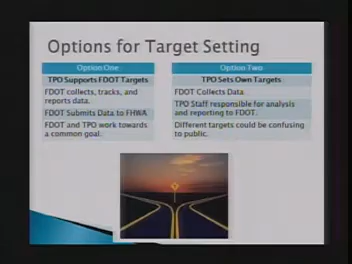 Options for Target Setting
Option One
TPO Supports FDOT Targets
FDOT collects, tracks, and
reports data.
FDOT Submits Data to FHWA
FDOT and TPO work towards
a common goal.
Option Two
TPO Sets Own Targets
FDOT Collects Data
TPO Staff responsible for analysis
and reporting to FDOT.
Different targets could be confusing
to public.